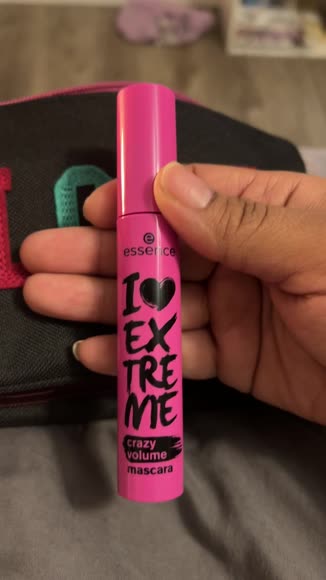 essence
I ♥
EX
TRE
ME
crazy
volume
mascara